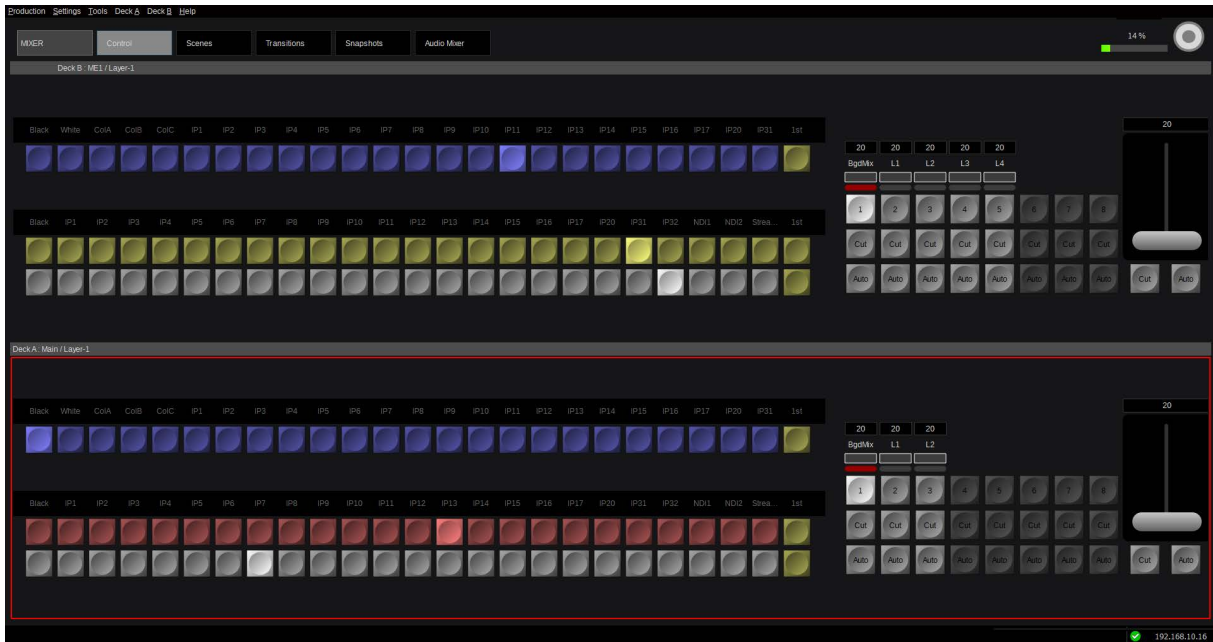 Production Settings Tools Deck A Deck B Help
MIXER Control Scenes Transitions Snapshots Audio Mixer 14 %
Deck B : ME1 / Layer-1
Black White ColA ColB ColC IP1 IP2 IP3 IP4 IP5 IP6 IP7 IP8 IP9 IP10 IP11 IP12 IP13 IP14 IP15 IP16 IP17 IP20 IP31 1st 20
20 20 20 20 20
BgdMix L1 L2 L3 L4
1 2 3 4 5 6 7 8
Black IP1 IP2 IP3 IP4 IP5 IP6 IP7 IP8 IP9 IP10 IP11 IP12 IP13 IP14 IP15 IP16 IP17 IP20 IP31 IP32 NDI1 NDI2 Strea... 1st
Cut Cut Cut Cut Cut Cut Cut Cut
Auto Auto Auto Auto Auto Auto Auto Auto Cut Auto
Deck A : Main / Layer-1
Black White ColA ColB ColC IP1 IP2 IP3 IP4 IP5 IP6 IP7 IP8 IP9 IP10 IP11 IP12 IP13 IP14 IP15 IP16 IP17 IP20 IP31 1st 20
20 20 20
BgdMix L1 L2
1 2 3 4 5 6 7 8
Black IP1 IP2 IP3 IP4 IP5 IP6 IP7 IP8 IP9 IP10 IP11 IP12 IP13 IP14 IP15 IP16 IP17 IP20 IP31 IP32 NDI1 NDI2 Strea... 1st
Cut Cut Cut Cut Cut Cut Cut Cut
Auto Auto Auto Auto Auto Auto Auto Auto Cut Auto
192.168.10.16